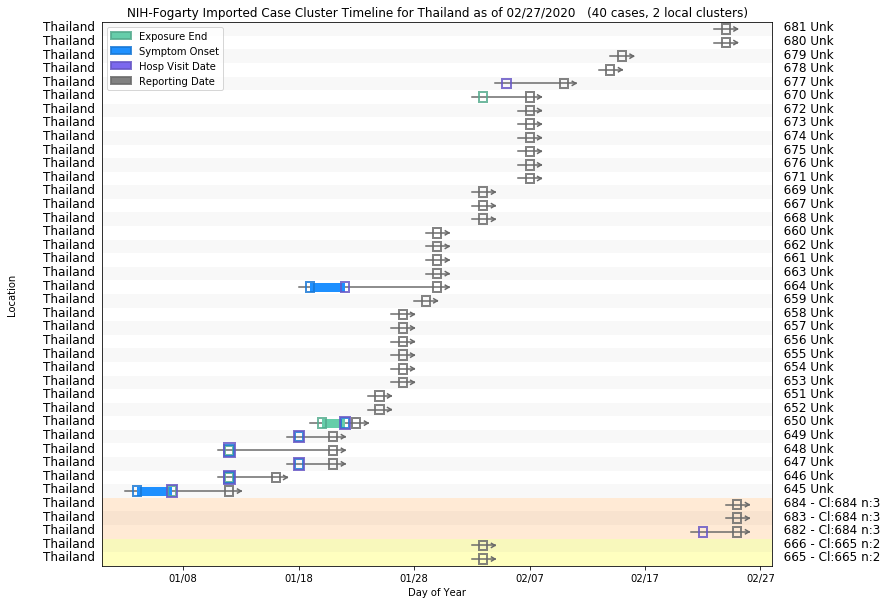 NIH-Fogarty Imported Case Cluster Timeline for Thailand as of 02/27/2020 (40 cases, 2 local clusters)
Exposure End
Symptom Onset
Hosp Visit Date
Reporting Date
Thailand 681 Unk
Thailand 680 Unk
Thailand 679 Unk
Thailand 678 Unk
Thailand 677 Unk
Thailand 670 Unk
Thailand 672 Unk
Thailand 673 Unk
Thailand 674 Unk
Thailand 675 Unk
Thailand 676 Unk
Thailand 671 Unk
Thailand 669 Unk
Thailand 667 Unk
Thailand 668 Unk
Thailand 660 Unk
Thailand 662 Unk
Thailand 661 Unk
Thailand 663 Unk
Thailand 664 Unk
Thailand 659 Unk
Thailand 658 Unk
Thailand 657 Unk
Thailand 656 Unk
Thailand 655 Unk
Thailand 654 Unk
Thailand 653 Unk
Thailand 651 Unk
Thailand 652 Unk
Thailand 650 Unk
Thailand 649 Unk
Thailand 648 Unk
Thailand 647 Unk
Thailand 646 Unk
Thailand 645 Unk
Thailand 684 - Cl:684 n:3
Thailand 683 - Cl:684 n:3
Thailand 682 - Cl:684 n:3
Thailand 666 - Cl:665 n:2
Thailand 665 - Cl:665 n:2
Location
01/08 01/18 01/28 02/07 02/17 02/27
Day of Year